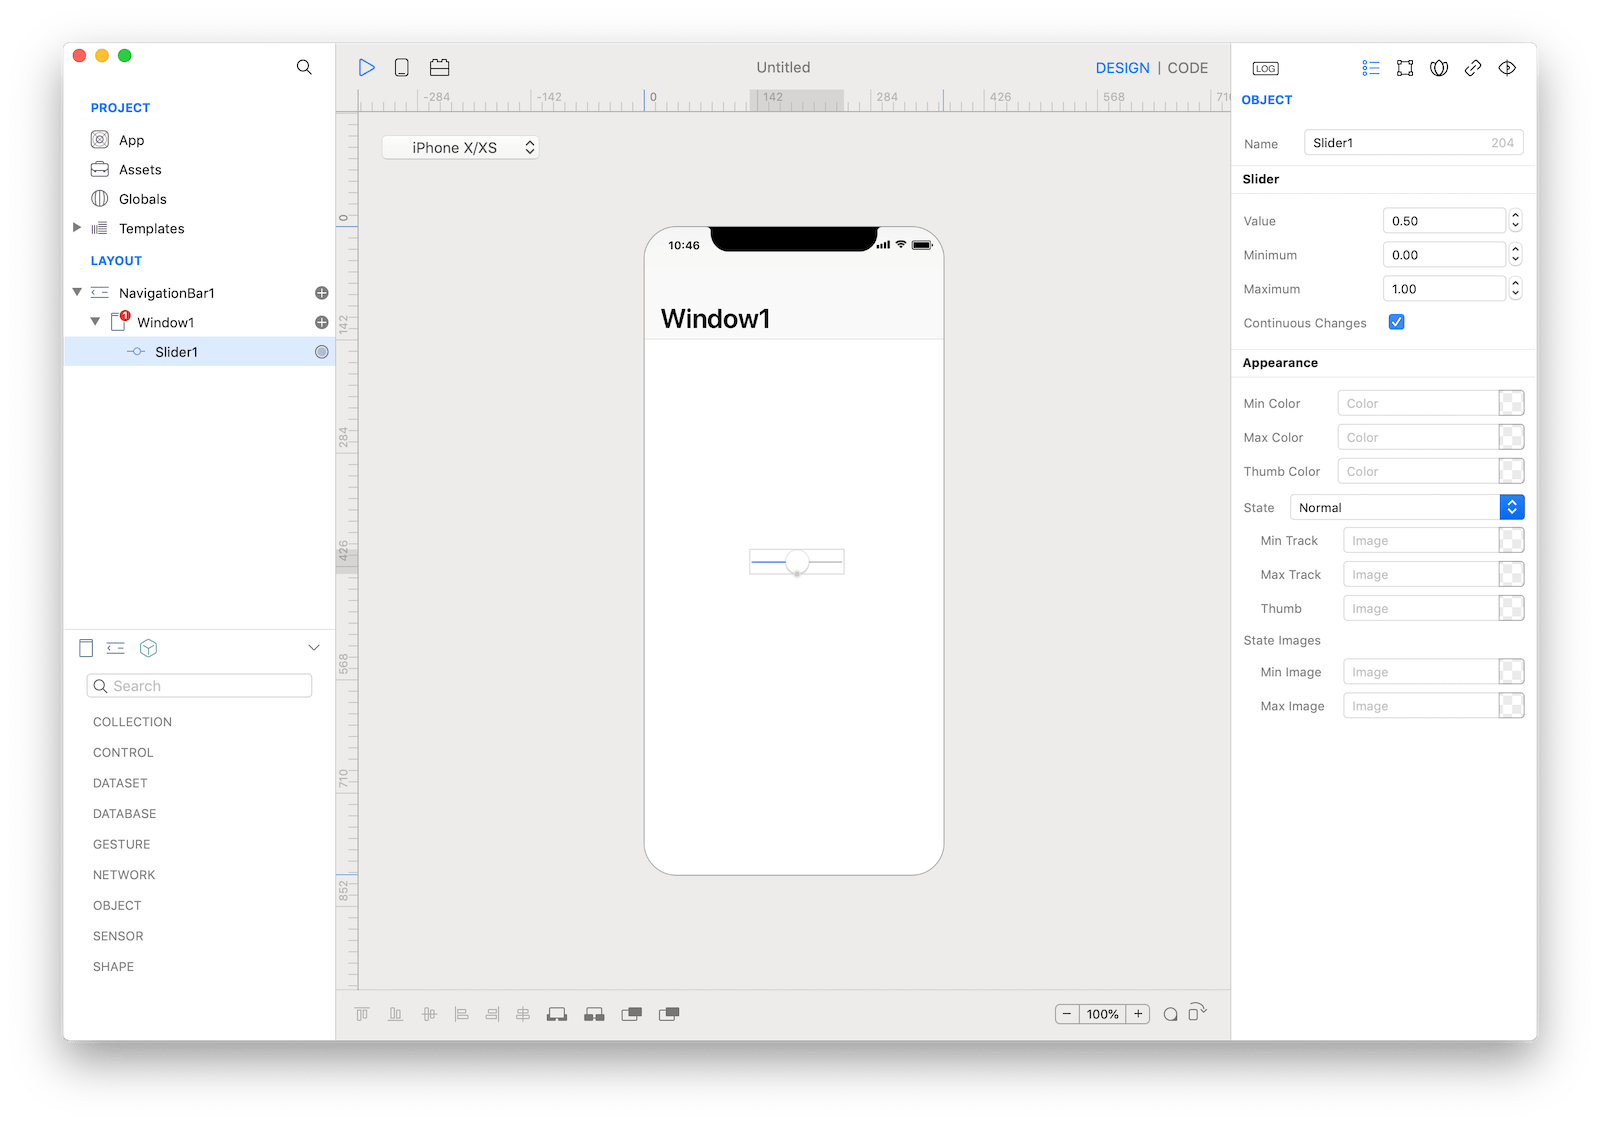 PROJECT
App
Assets
Globals
Templates
LAYOUT
NavigationBar1
1
Window1
Slider1
Search
COLLECTION
CONTROL
DATASET
DATABASE
GESTURE
NETWORK
OBJECT
SENSOR
SHAPE
Untitled
DESIGN | CODE
-284 -142 0 142 284 426 568 710
0
142
284
426
568
710
852
iPhone X/XS
10:46
Window1
100%
LOG
OBJECT
Name Slider1 204
Slider
Value 0.50
Minimum 0.00
Maximum 1.00
Continuous Changes
Appearance
Min Color Color
Max Color Color
Thumb Color Color
State Normal
Min Track Image
Max Track Image
Thumb Image
State Images
Min Image Image
Max Image Image